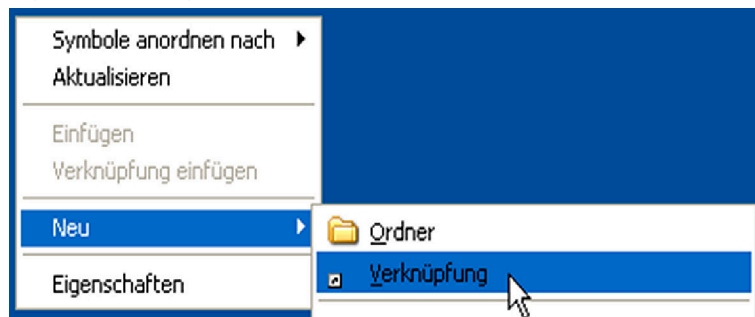 Symbole anordnen nach
Aktualisieren
Einfügen
Verknüpfung einfügen
Neu
Ordner
Verknüpfung
Eigenschaften